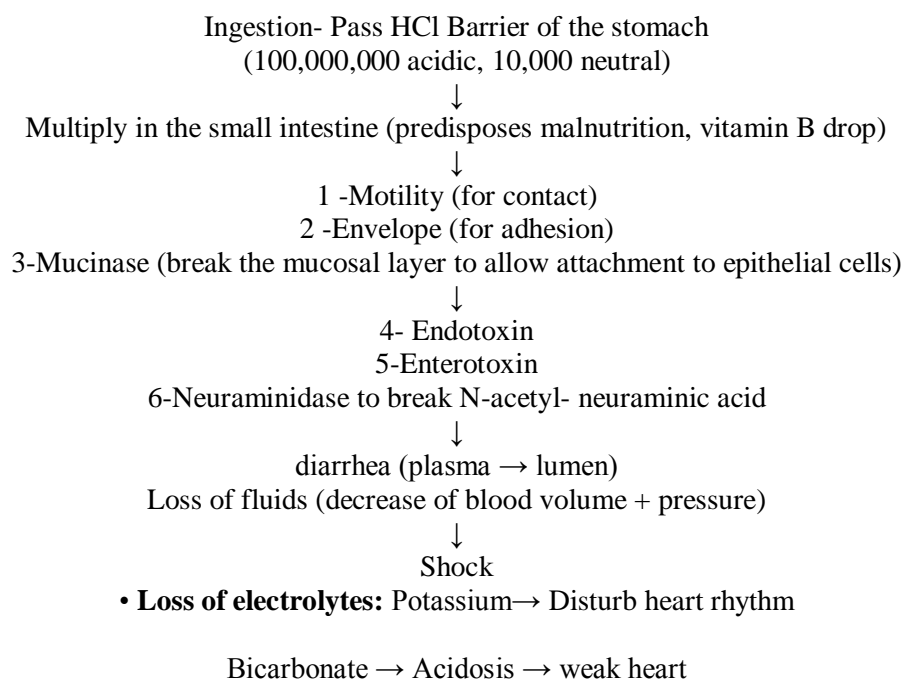 Ingestion- Pass HCl Barrier of the stomach
(100,000,000 acidic, 10,000 neutral)
↓
Multiply in the small intestine (predisposes malnutrition, vitamin B drop)
↓
1 -Motility (for contact)
2 -Envelope (for adhesion)
3-Mucinase (break the mucosal layer to allow attachment to epithelial cells)
↓
4- Endotoxin
5-Enterotoxin
6-Neuraminidase to break N-acetyl- neuraminic acid
↓
diarrhea (plasma → lumen)
Loss of fluids (decrease of blood volume + pressure)
↓
Shock
• Loss of electrolytes: Potassium→ Disturb heart rhythm
Bicarbonate → Acidosis → weak heart